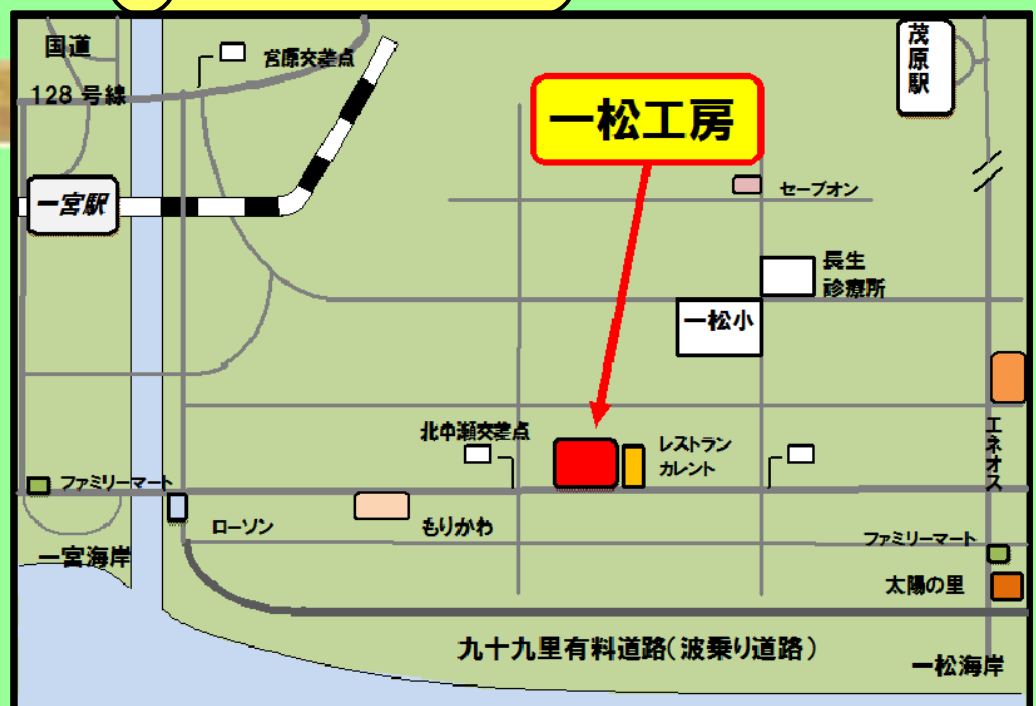 国道
128 号線
宮原交差点
茂
原
駅
一松工房
一宮駅
セーブオン
長生
診療所
一松小
エネオス
北中瀬交差点
レストラン
カレント
ファミリーマート
ローソン
もりかわ
ファミリーマート
一宮海岸
太陽の里
九十九里有料道路(波乗り道路)
一松海岸